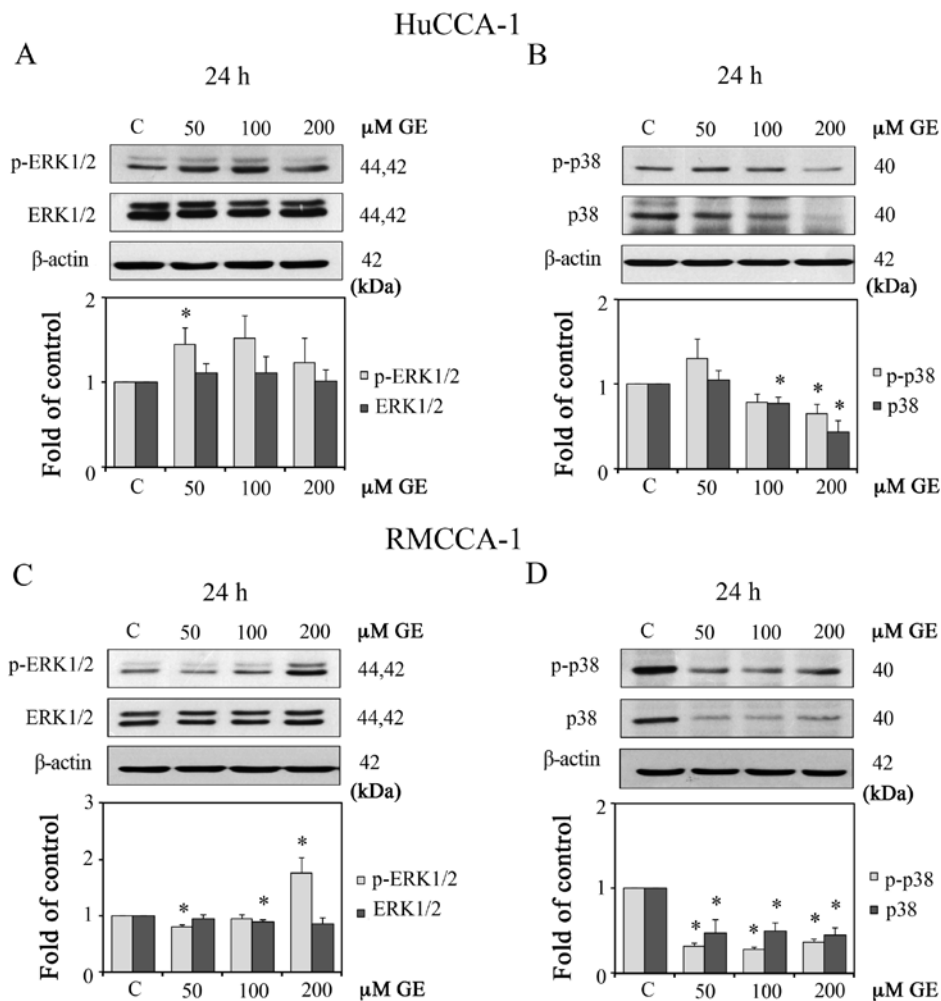 HuCCA-1
A
24 h
C 50 100 200 μM GE
p-ERK1/2 44,42
ERK1/2 44,42
β-actin 42
(kDa)
Fold of control
2
*
1
0
p-ERK1/2
ERK1/2
C 50 100 200 μM GE
B
24 h
C 50 100 200 μM GE
p-p38 40
p38 40
β-actin 42
(kDa)
Fold of control
2
1
* * *
0
p-p38
p38
C 50 100 200 μM GE
RMCCA-1
C
24 h
C 50 100 200 μM GE
p-ERK1/2 44,42
ERK1/2 44,42
β-actin 42
(kDa)
Fold of control
3
2
1
0
* * *
p-ERK1/2
ERK1/2
C 50 100 200 μM GE
D
24 h
C 50 100 200 μM GE
p-p38 40
p38 40
β-actin 42
(kDa)
Fold of control
2
1
0
* * * * * *
p-p38
p38
C 50 100 200 μM GE